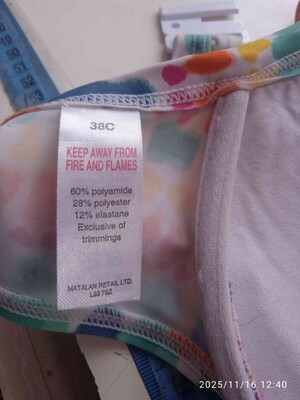 38C
KEEP AWAY FROM
FIRE AND FLAMES
60% polyamide
28% polyester
12% elastane
Exclusive of
trimmings
MATALAN RETAIL LTD.
L33 7SZ
2025/11/16 12:40